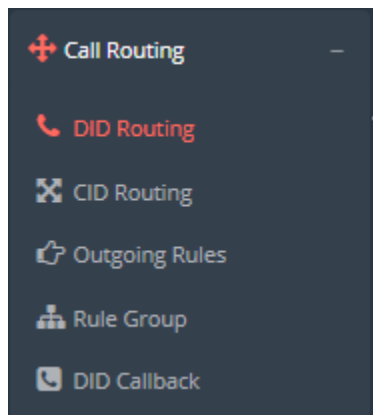 Call Routing
DID Routing
CID Routing
Outgoing Rules
Rule Group
DID Callback